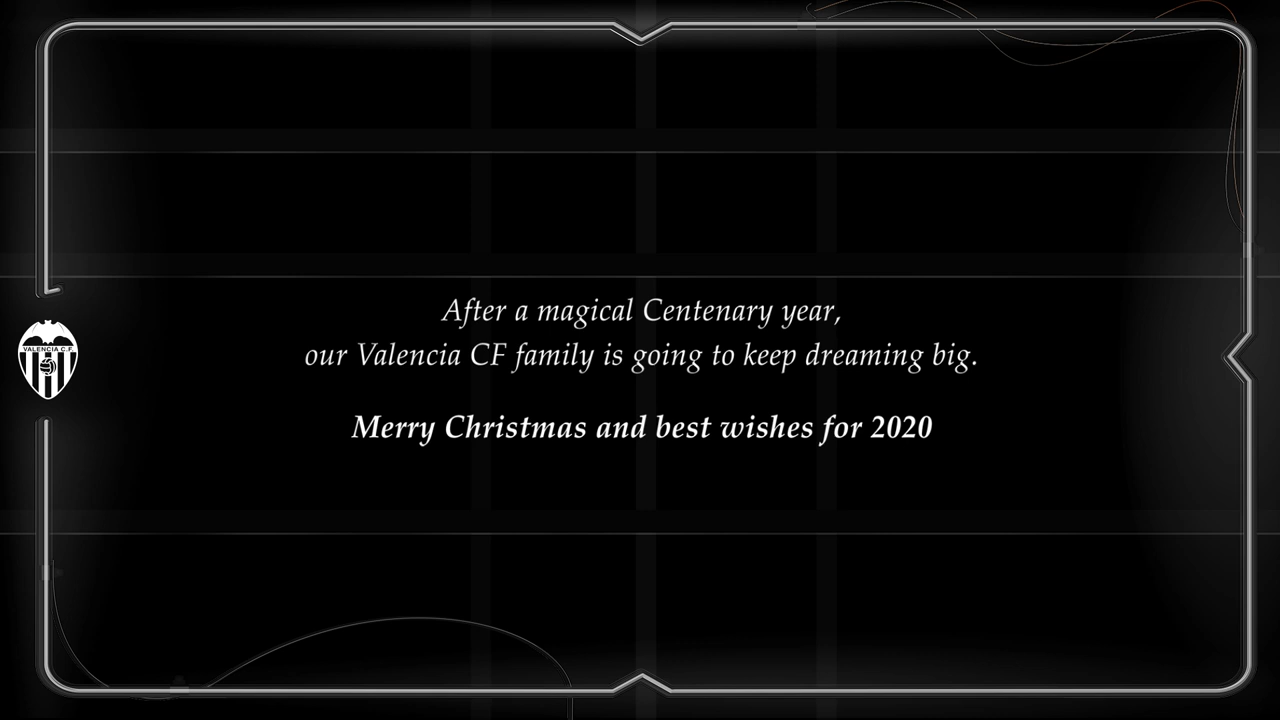 After a magical Centenary year,
our Valencia CF family is going to keep dreaming big.
VALENCIA C.F.
Merry Christmas and best wishes for 2020